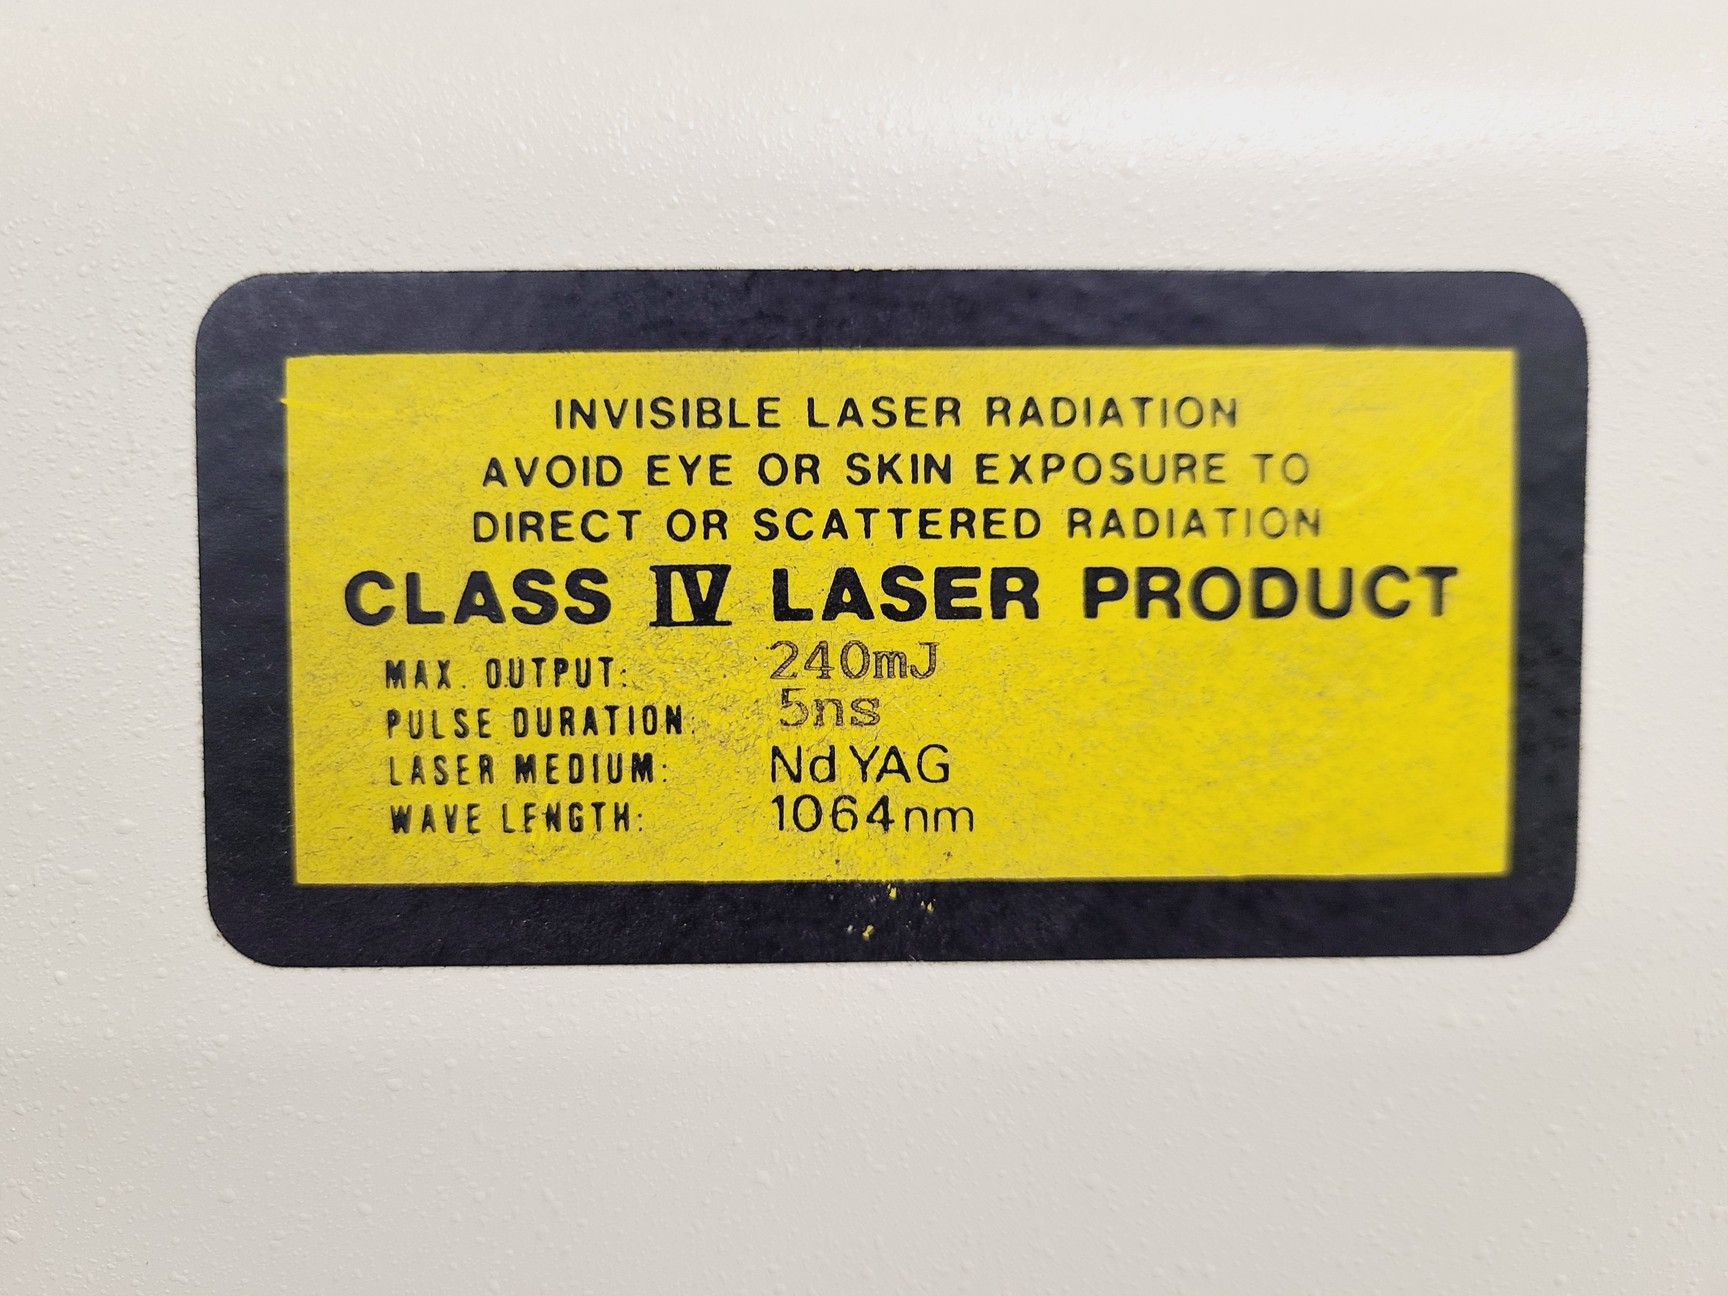 INVISIBLE LASER RADIATION
AVOID EYE OR SKIN EXPOSURE TO
DIRECT OR SCATTERED RADIATION
CLASS IV LASER PRODUCT
MAX. OUTPUT: 240mJ
PULSE DURATION: 5ns
LASER MEDIUM: Nd YAG
WAVE LENGTH: 1064nm